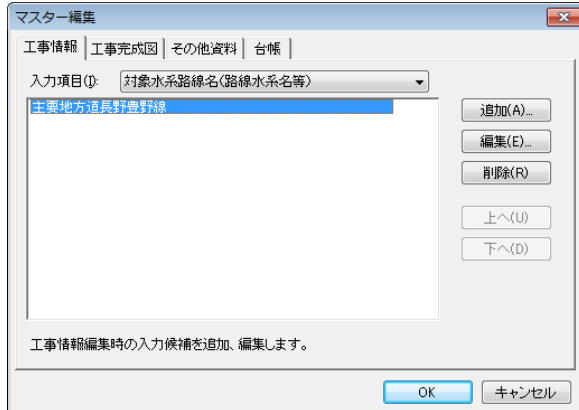 マスター編集
工事情報 工事完成図 その他資料 台帳
入力項目(I): 対象水系路線名(路線水系名等)
主要地方道長野豊野線
追加(A)...
編集(E)...
削除(R)
上へ(U)
下へ(D)
工事情報編集時の入力候補を追加、編集します。
OK キャンセル